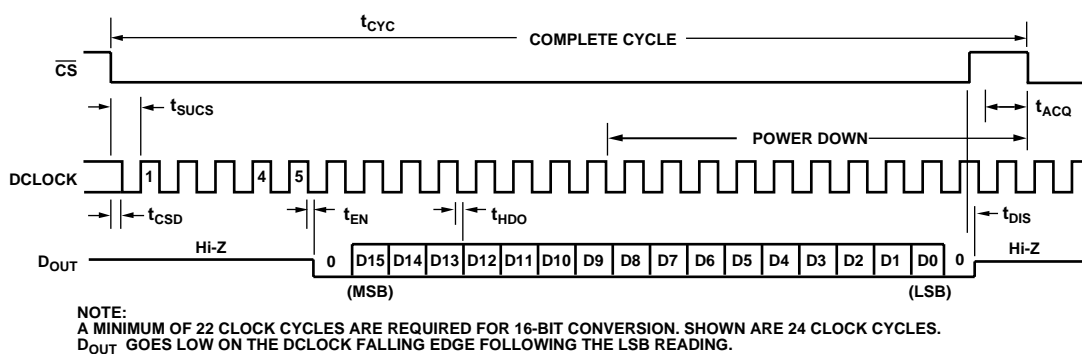 tCYC
COMPLETE CYCLE
CS
tSUCS
tACQ
POWER DOWN
DCLOCK
1 4 5
tCSD
tEN
tHDO
tDIS
Hi-Z
Hi-Z
DOUT
0 D15 D14 D13 D12 D11 D10 D9 D8 D7 D6 D5 D4 D3 D2 D1 D0 0
(MSB) (LSB)
NOTE:
A MINIMUM OF 22 CLOCK CYCLES ARE REQUIRED FOR 16-BIT CONVERSION. SHOWN ARE 24 CLOCK CYCLES.
DOUT GOES LOW ON THE DCLOCK FALLING EDGE FOLLOWING THE LSB READING.